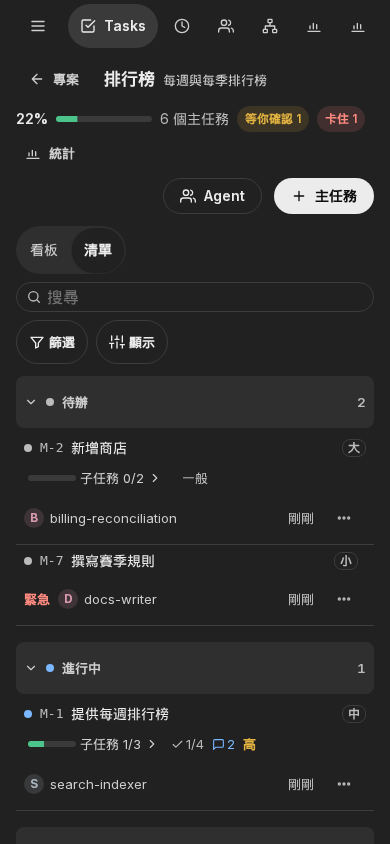 Tasks
專案 排行榜 每週與每季排行榜
22% 6 個主任務 等你確認 1 卡住 1
統計
Agent 主任務
看板 清單
搜尋
篩選 顯示
待辦 2
M-2 新增商店 大
子任務 0/2 一般
B billing-reconciliation 剛剛
M-7 撰寫賽季規則 小
緊急 D docs-writer 剛剛
進行中 1
M-1 提供每週排行榜 中
子任務 1/3 1/4 2 高
S search-indexer 剛剛